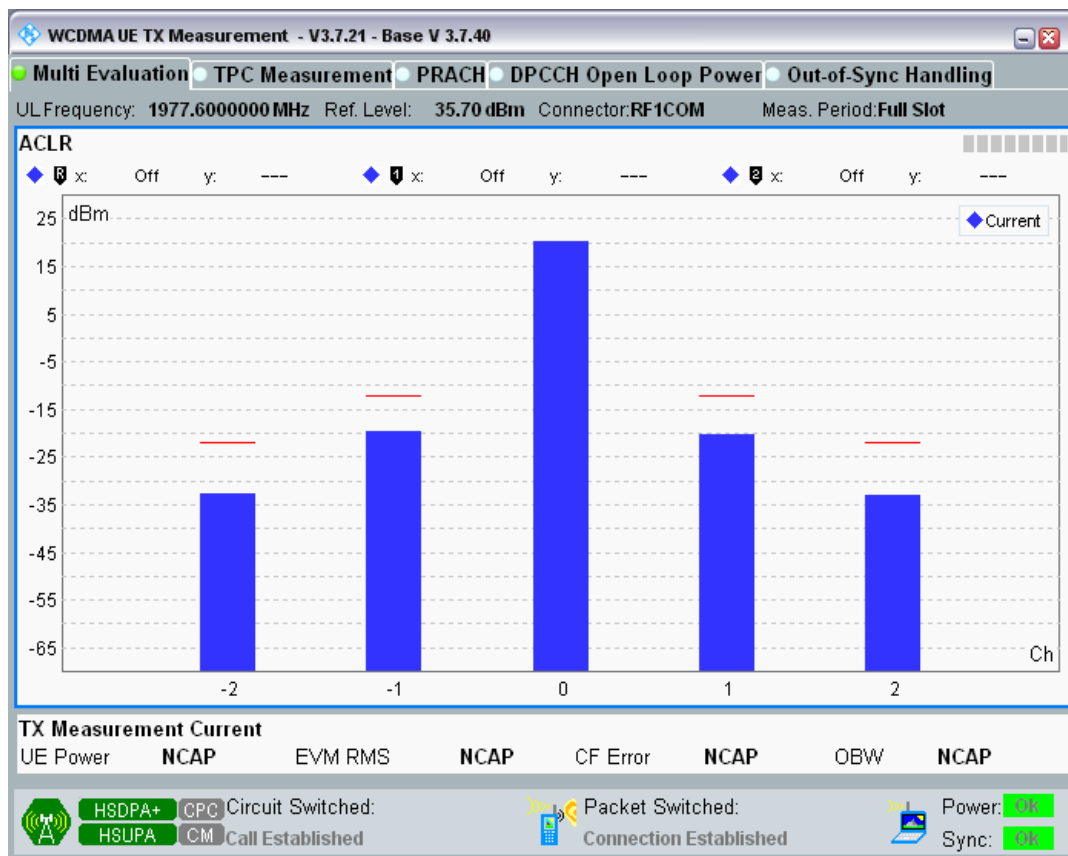 WCDMA UE TX Measurement - V3.7.21 - Base V 3.7.40
Multi Evaluation TPC Measurement PRACH DPCCH Open Loop Power Out-of-Sync Handling
UL Frequency: 1977.6000000 MHz Ref. Level: 35.70 dBm Connector:RF1COM Meas. Period:Full Slot
ACLR
R x: Off y: --- 1 x: Off y: --- 2 x: Off y: ---
dBm
Current
25
15
5
-5
-15
-25
-35
-45
-55
-65
Ch
-2 -1 0 1 2
TX Measurement Current
UE Power NCAP EVM RMS NCAP CF Error NCAP OBW NCAP
HSDPA+ CPC Circuit Switched: Packet Switched: Power: OK
HSUPA CM Call Established Connection Established Sync: OK